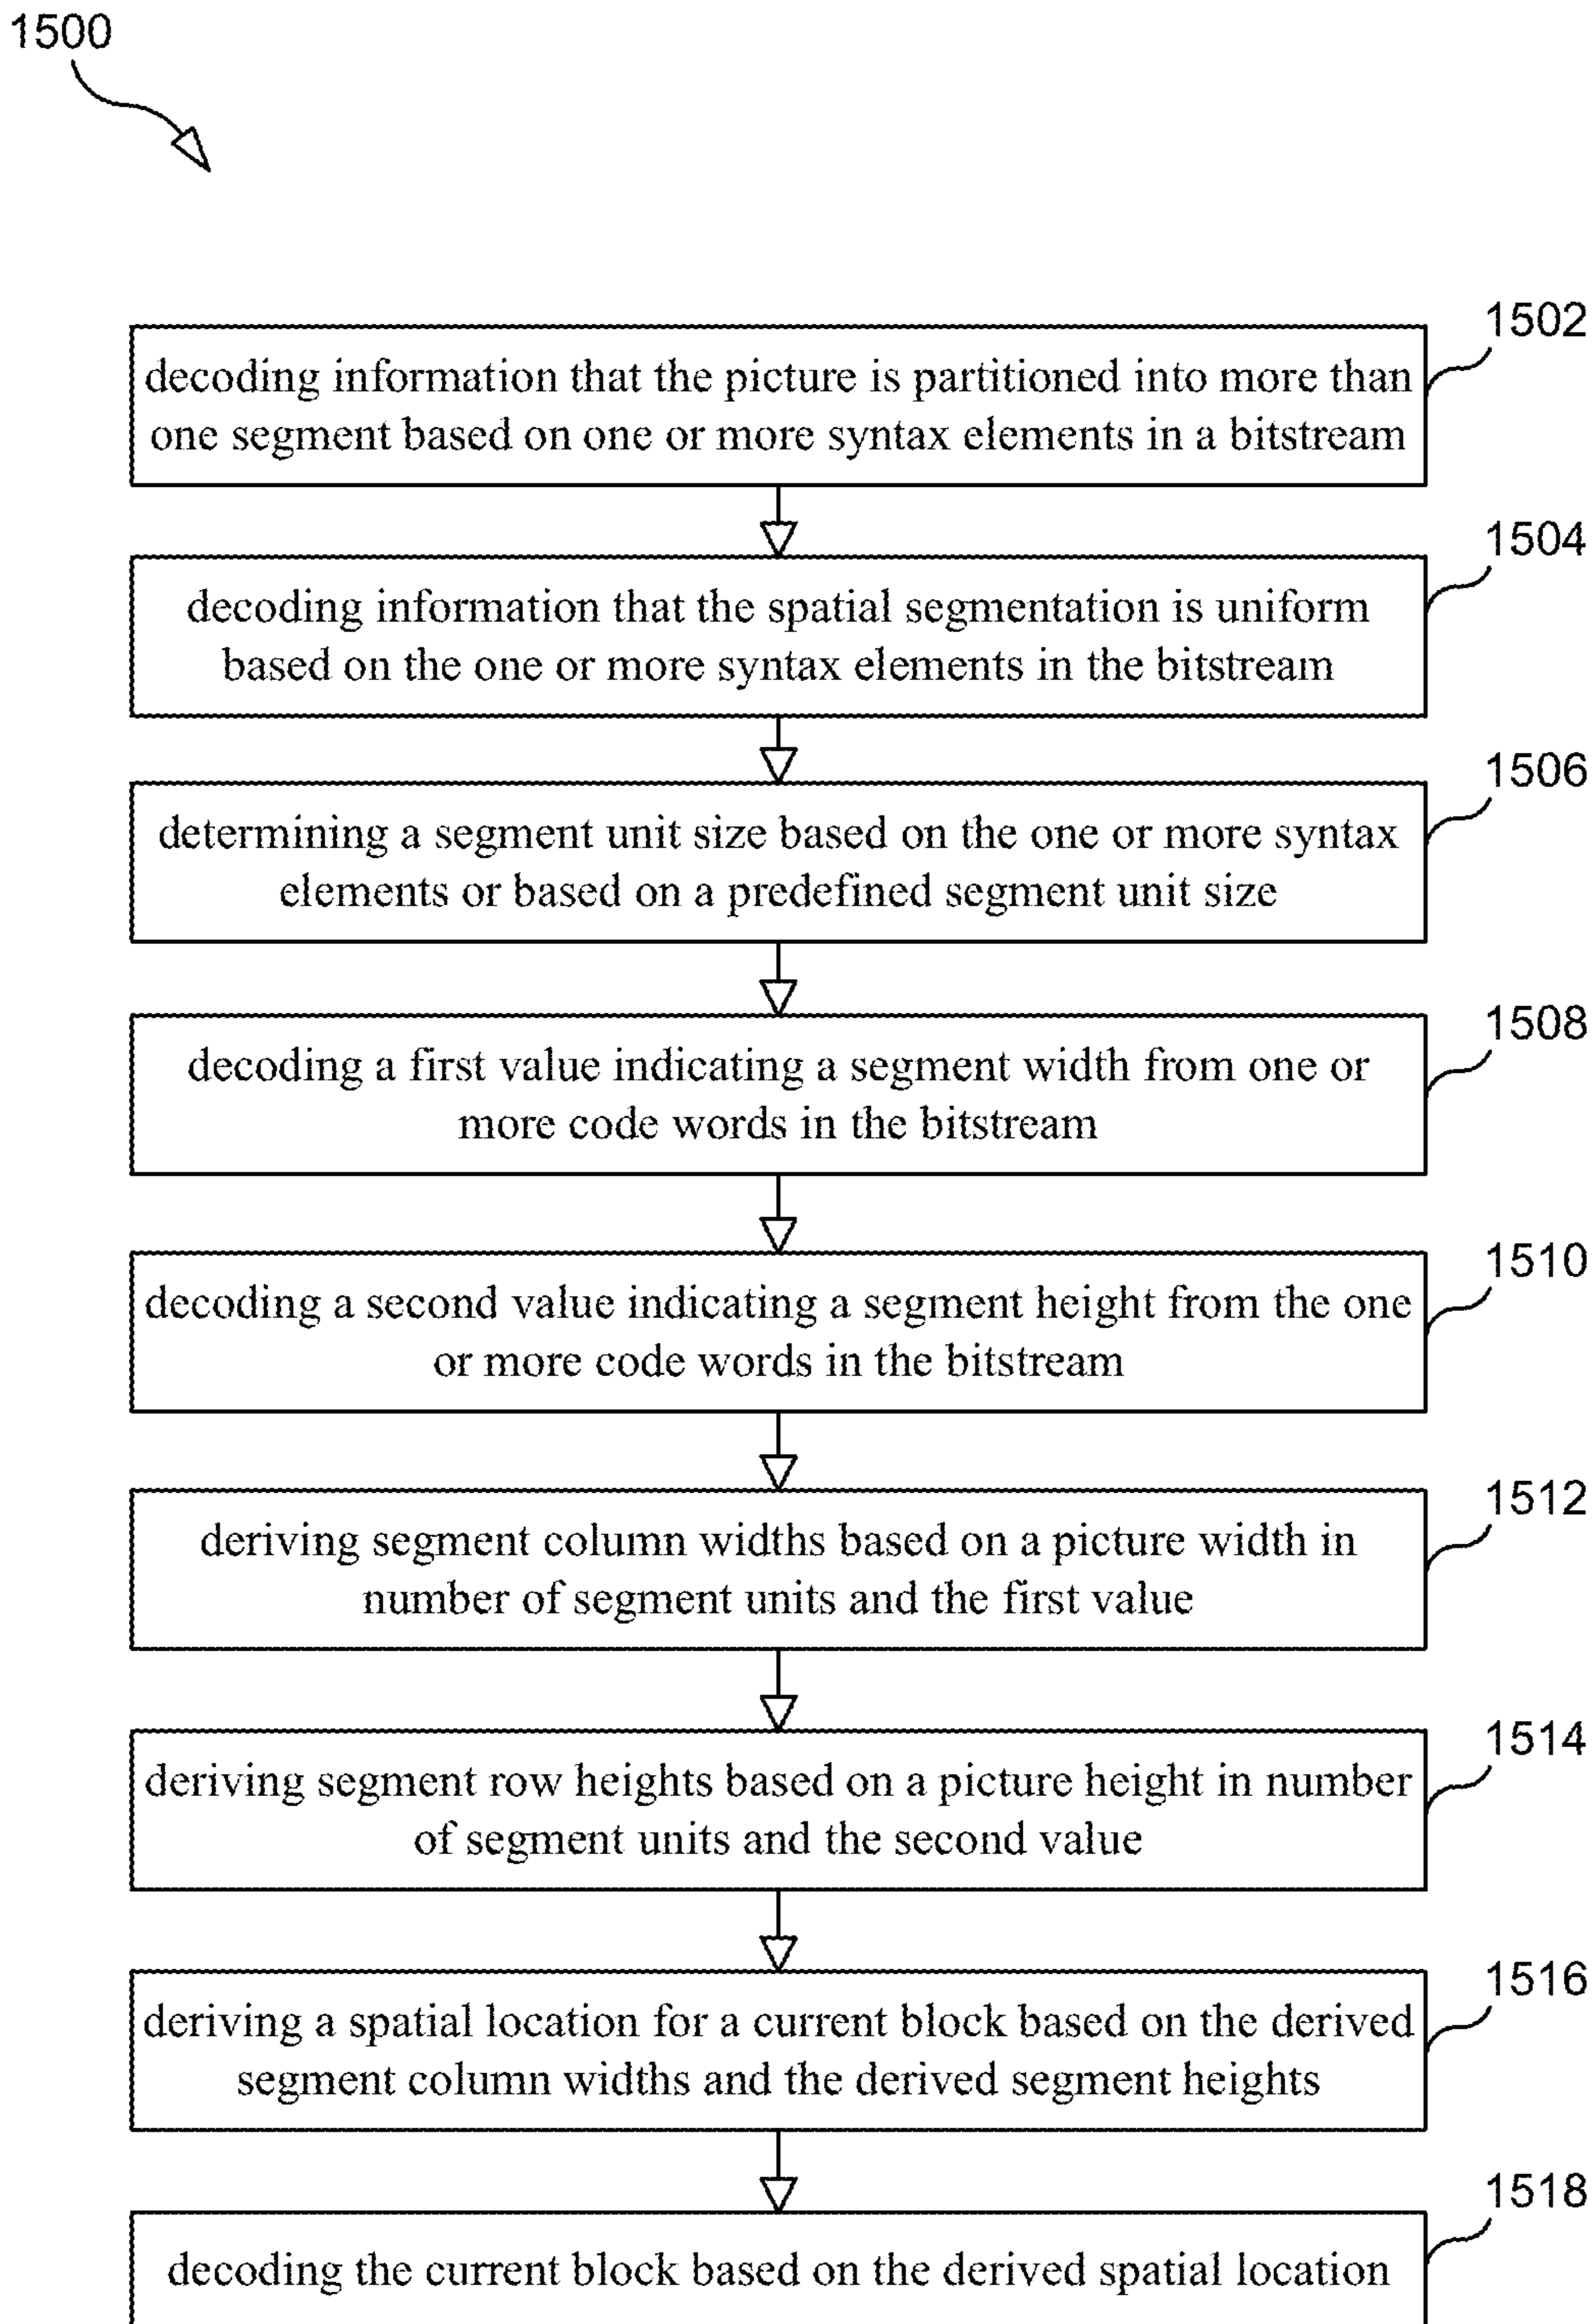 1500
1502
decoding information that the picture is partitioned into more than
one segment based on one or more syntax elements in a bitstream
1504
decoding information that the spatial segmentation is uniform
based on the one or more syntax elements in the bitstream
1506
determining a segment unit size based on the one or more syntax
elements or based on a predefined segment unit size
1508
decoding a first value indicating a segment width from one or
more code words in the bitstream
1510
decoding a second value indicating a segment height from the one
or more code words in the bitstream
1512
deriving segment column widths based on a picture width in
number of segment units and the first value
1514
deriving segment row heights based on a picture height in number
of segment units and the second value
1516
deriving a spatial location for a current block based on the derived
segment column widths and the derived segment heights
1518
decoding the current block based on the derived spatial location